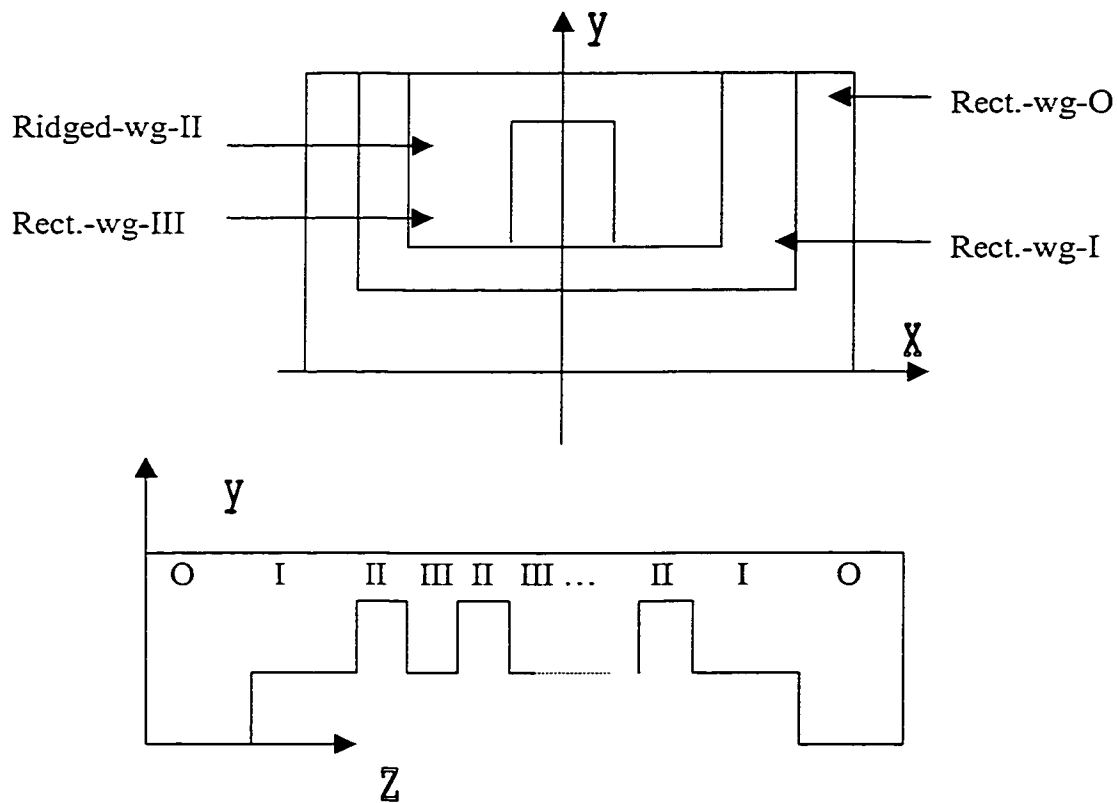 y
Rect.-wg-O
Ridged-wg-II
Rect.-wg-III
Rect.-wg-I
X
y
O I II III II III ... II I O
Z